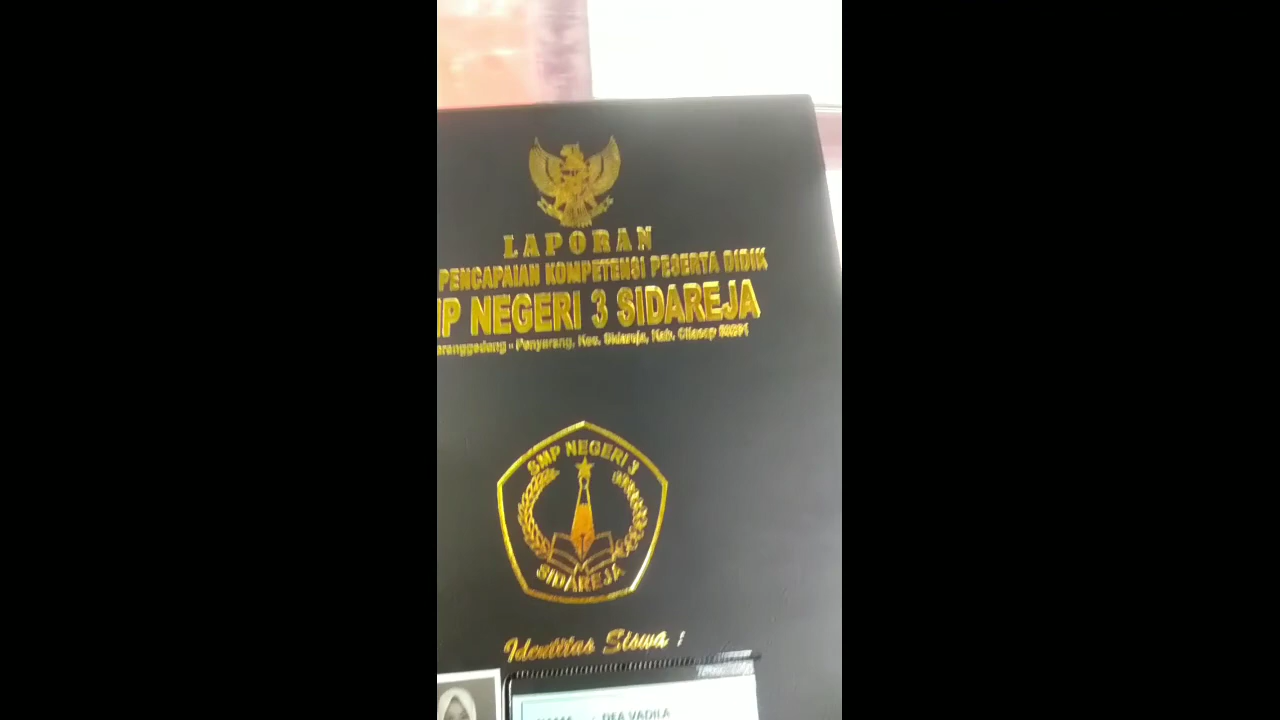 LAPORAN
PENCAPAIAN KOMPETENSI PESERTA DIDIK
NEGERI 3 SIDAREJA
Penyarang, Kec. Sidareja, Kab. Cilacap
SMP NEGERI 3
SIDAREJA
Identitas Siswa :
DEA VADILA